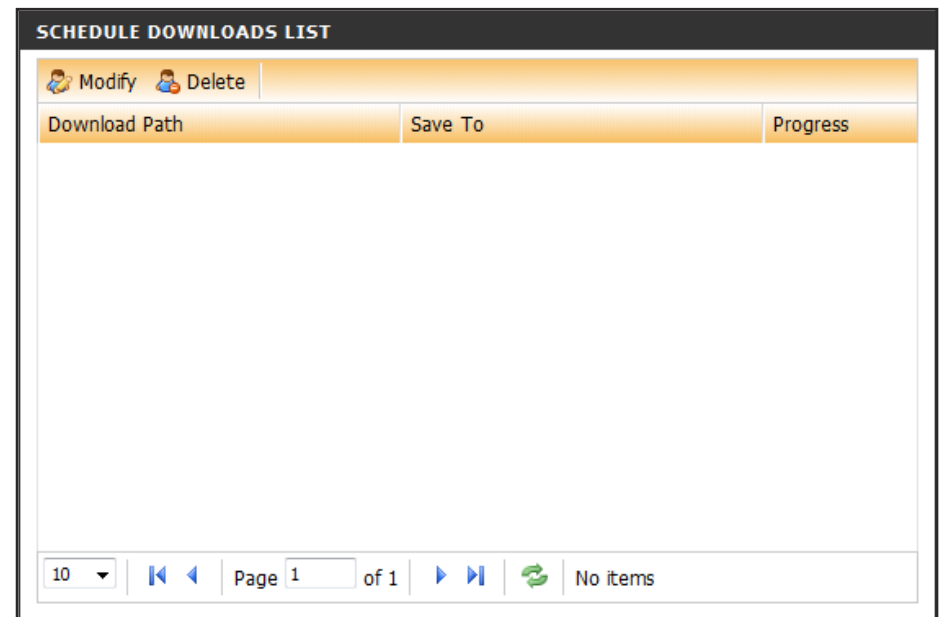 SCHEDULE DOWNLOADS LIST
Modify Delete
Download Path Save To Progress
10 Page 1 of 1 No items